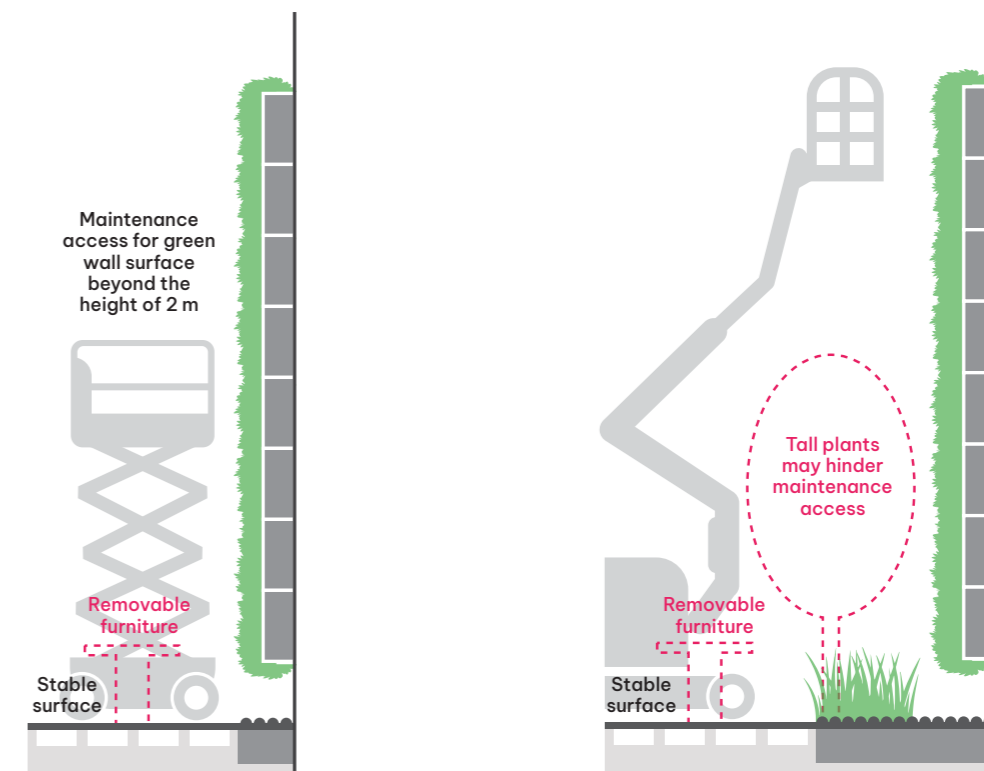 Maintenance
access for green
wall surface
beyond the
height of 2 m
Removable
furniture
Stable
surface
Tall plants
may hinder
maintenance
access
Removable
furniture
Stable
surface